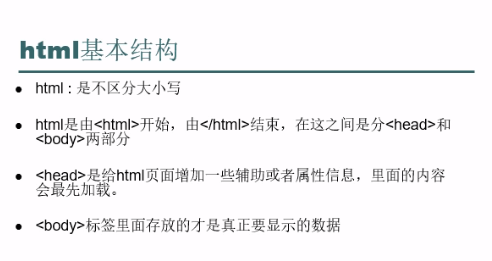 html基本结构
html : 是不区分大小写
html是由<html>开始，由</html>结束，在这之间是分<head>和
<body>两部分
<head>是给html页面增加一些辅助或者属性信息，里面的内容
会最先加载。
<body>标签里面存放的才是真正要显示的数据